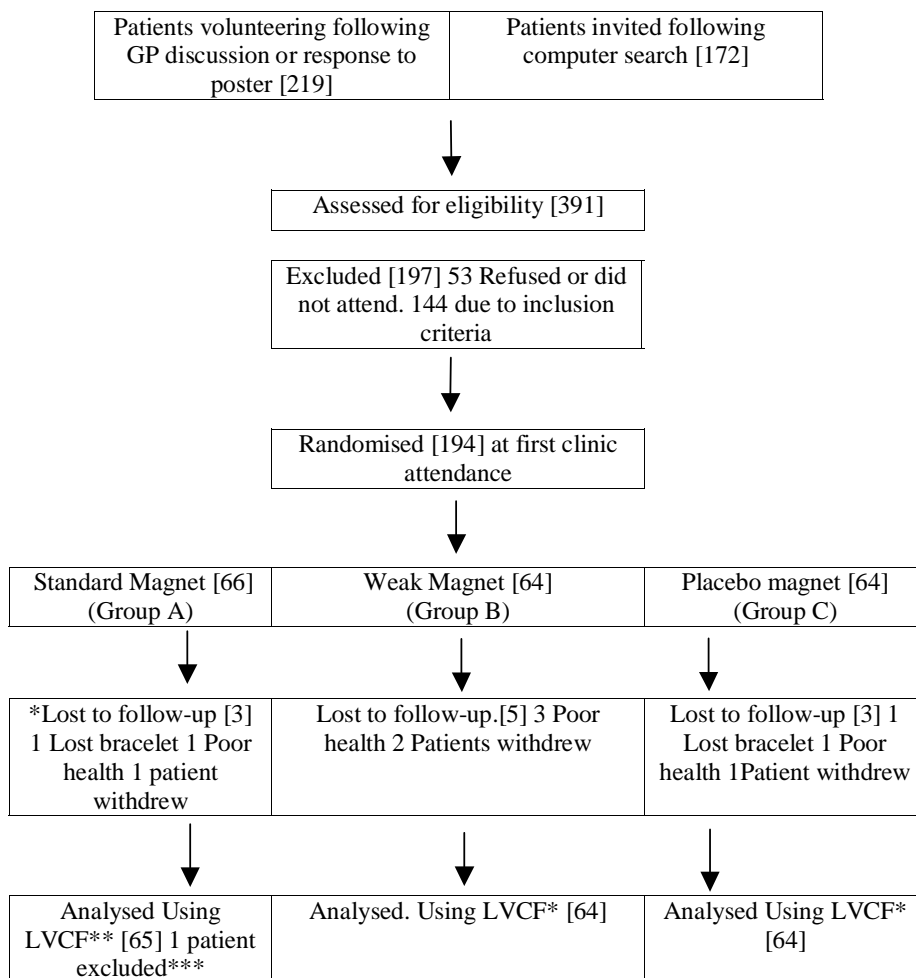 Patients volunteering following
GP discussion or response to
poster [219]
Patients invited following
computer search [172]
Assessed for eligibility [391]
Excluded [197] 53 Refused or did
not attend. 144 due to inclusion
criteria
Randomised [194] at first clinic
attendance
Standard Magnet [66]
(Group A)
Weak Magnet [64]
(Group B)
Placebo magnet [64]
(Group C)
*Lost to follow-up [3]
1 Lost bracelet 1 Poor
health 1 patient
withdrew
Lost to follow-up.[5] 3 Poor
health 2 Patients withdrew
Lost to follow-up [3] 1
Lost bracelet 1 Poor
health 1Patient withdrew
Analysed Using
LVCF** [65] 1 patient
excluded***
Analysed. Using LVCF* [64]
Analysed Using LVCF*
[64]